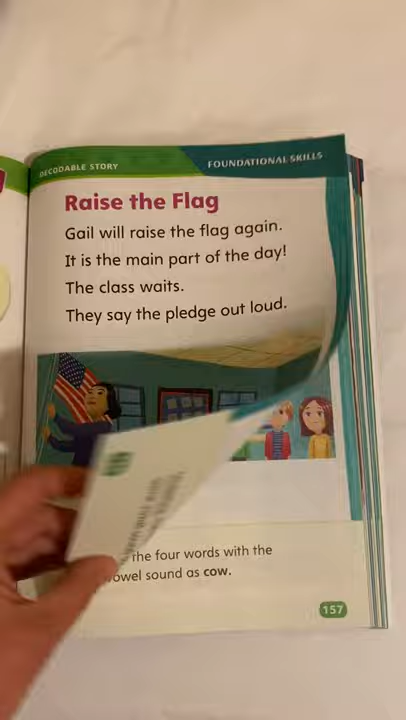 DECODABLE STORY
FOUNDATIONAL SKILLS
Raise the Flag
Gail will raise the flag again.
It is the main part of the day!
The class waits.
They say the pledge out loud.
the four words with the
vowel sound as cow.
157